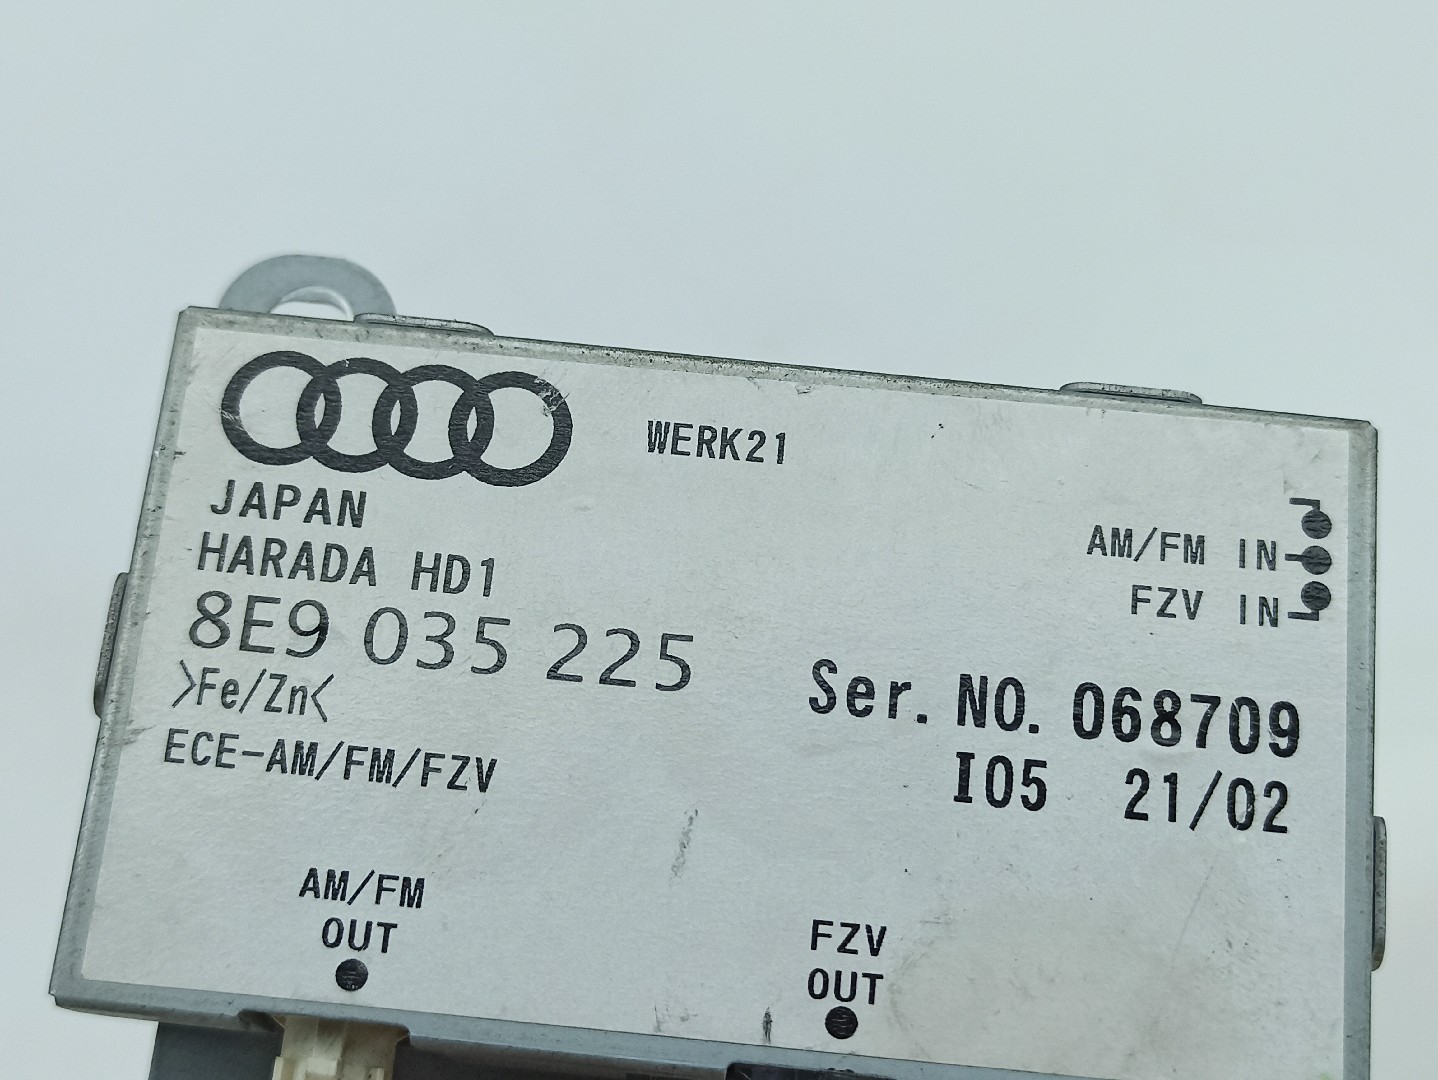 WERK21
JAPAN
HARADA HD1
8E9 035 225
>Fe/Zn<
ECE-AM/FM/FZV
AM/FM IN
FZV IN
Ser. NO. 068709
I05 21/02
AM/FM
OUT
FZV
OUT